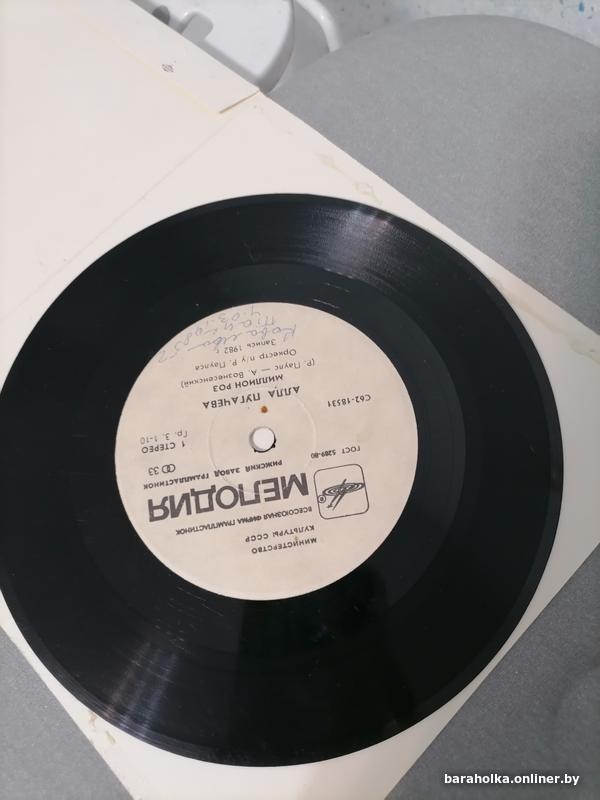 МИНИСТЕРСТВО
КУЛЬТУРЫ СССР
ВСЕСОЮЗНАЯ ФИРМА ГРАМПЛАСТИНОК
МЕЛОДИЯ
®
РИЖСКИЙ ЗАВОД ГРАМПЛАСТИНОК
ГОСТ 5289-80
33
1 СТЕРЕО
Гр. 3. 1-10
С62-18531
АЛЛА ПУГАЧЕВА
МИЛЛИОН РОЗ
(Р. Паулс — А. Вознесенский)
Оркестр п/у Р. Паулса
Запись 1982
baraholka.onliner.by